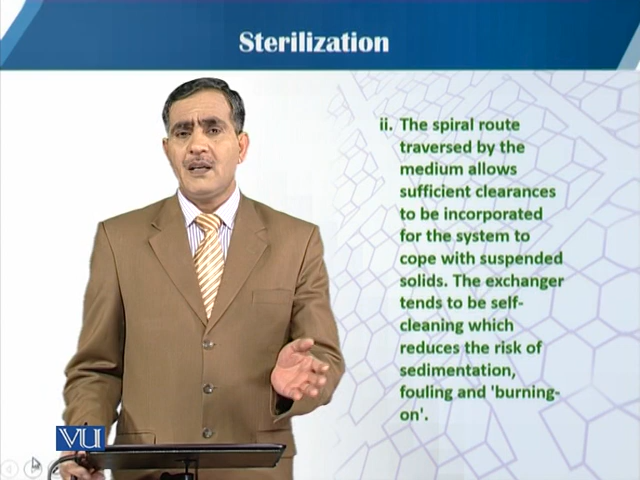 Sterilization
ii. The spiral route
traversed by the
medium allows
sufficient clearances
to be incorporated
for the system to
cope with suspended
solids. The exchanger
tends to be self-
cleaning which
reduces the risk of
sedimentation,
fouling and 'burning-
on'.
VU